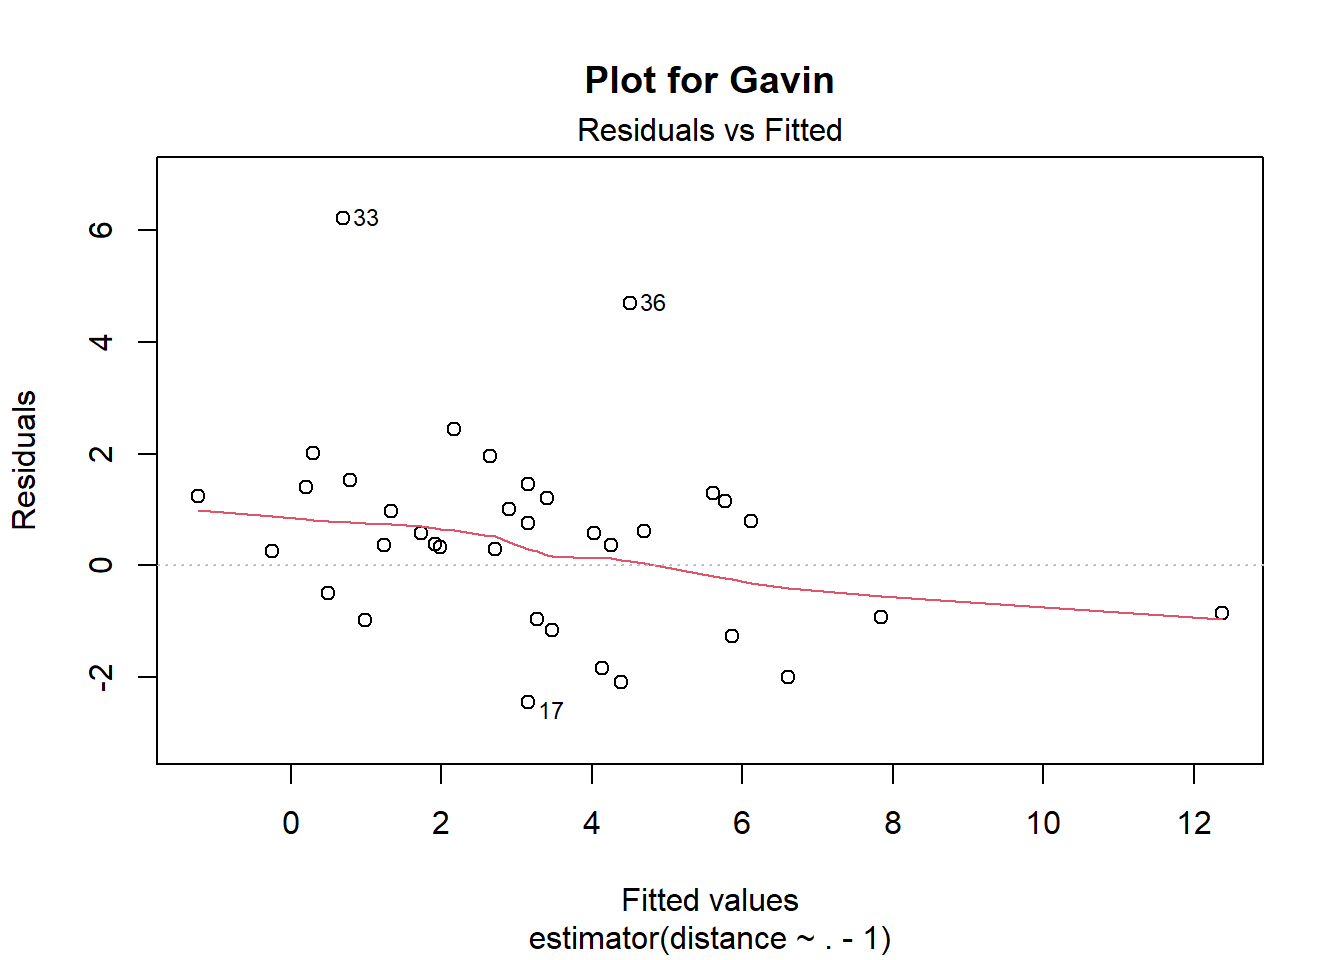 Plot for Gavin
Residuals vs Fitted
33
36
17
6
4
2
0
-2
Residuals
0 2 4 6 8 10 12
Fitted values
estimator(distance ~ . - 1)